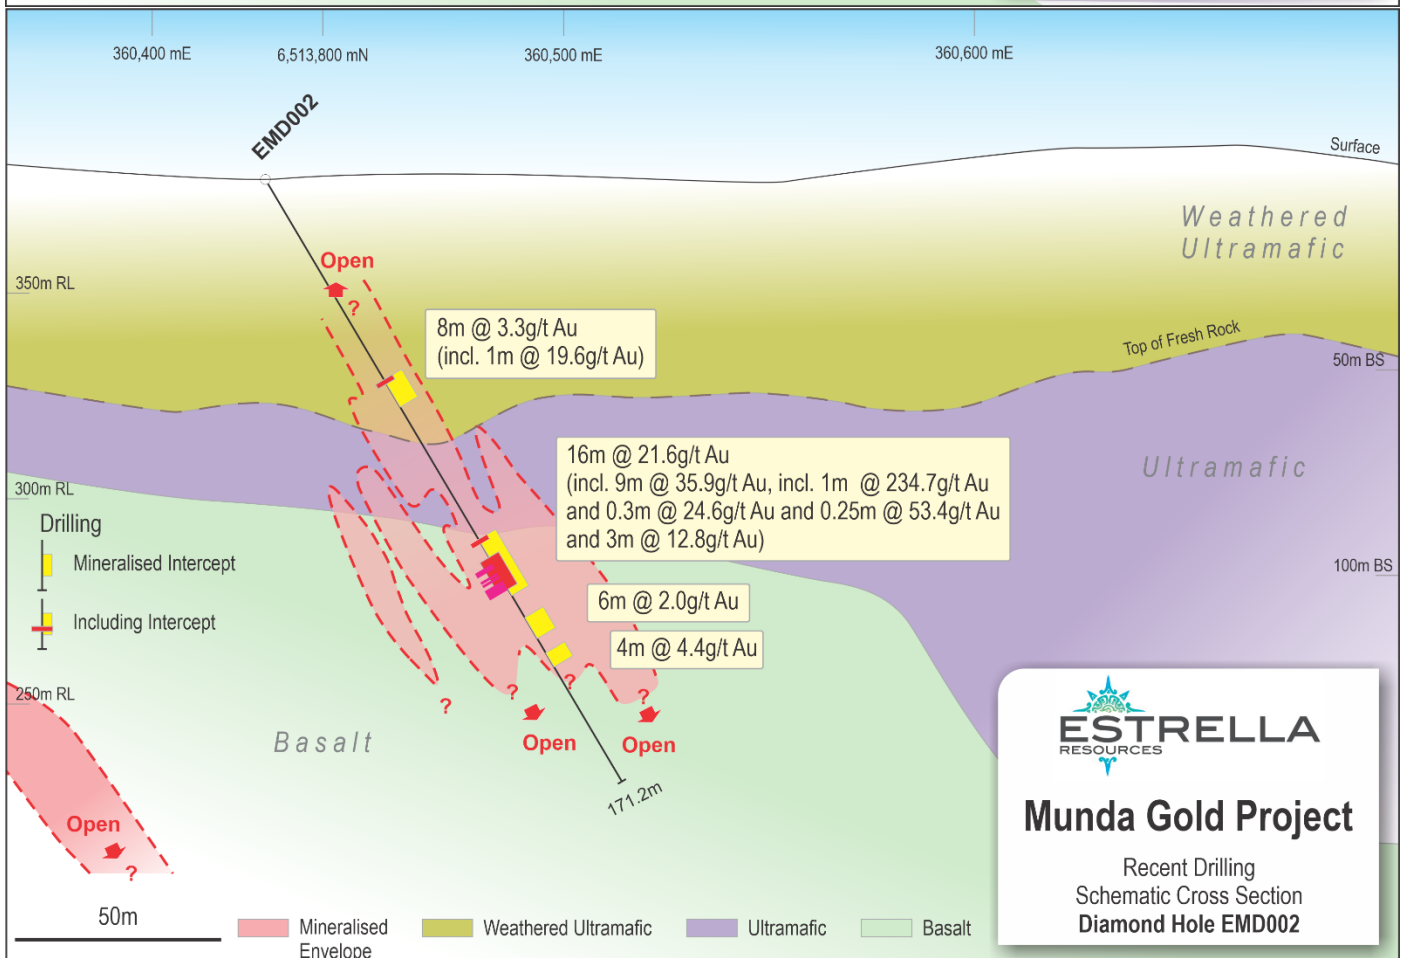 360,400 mE
6,513,800 mN
360,500 mE
360,600 mE
EMD002
Surface
Weathered
Ultramafic
Open
?
350m RL
8m @ 3.3g/t Au
(incl. 1m @ 19.6g/t Au)
Top of Fresh Rock
50m BS
16m @ 21.6g/t Au
(incl. 9m @ 35.9g/t Au, incl. 1m @ 234.7g/t Au
and 0.3m @ 24.6g/t Au and 0.25m @ 53.4g/t Au
and 3m @ 12.8g/t Au)
Ultramafic
300m RL
Drilling
Mineralised Intercept
Including Intercept
100m BS
6m @ 2.0g/t Au
4m @ 4.4g/t Au
250m RL
?
?
?
?
Open
Open
Basalt
171.2m
Open
?
ESTRELLA
RESOURCES
Munda Gold Project
Recent Drilling
Schematic Cross Section
Diamond Hole EMD002
50m
Mineralised
Envelope
Weathered Ultramafic
Ultramafic
Basalt